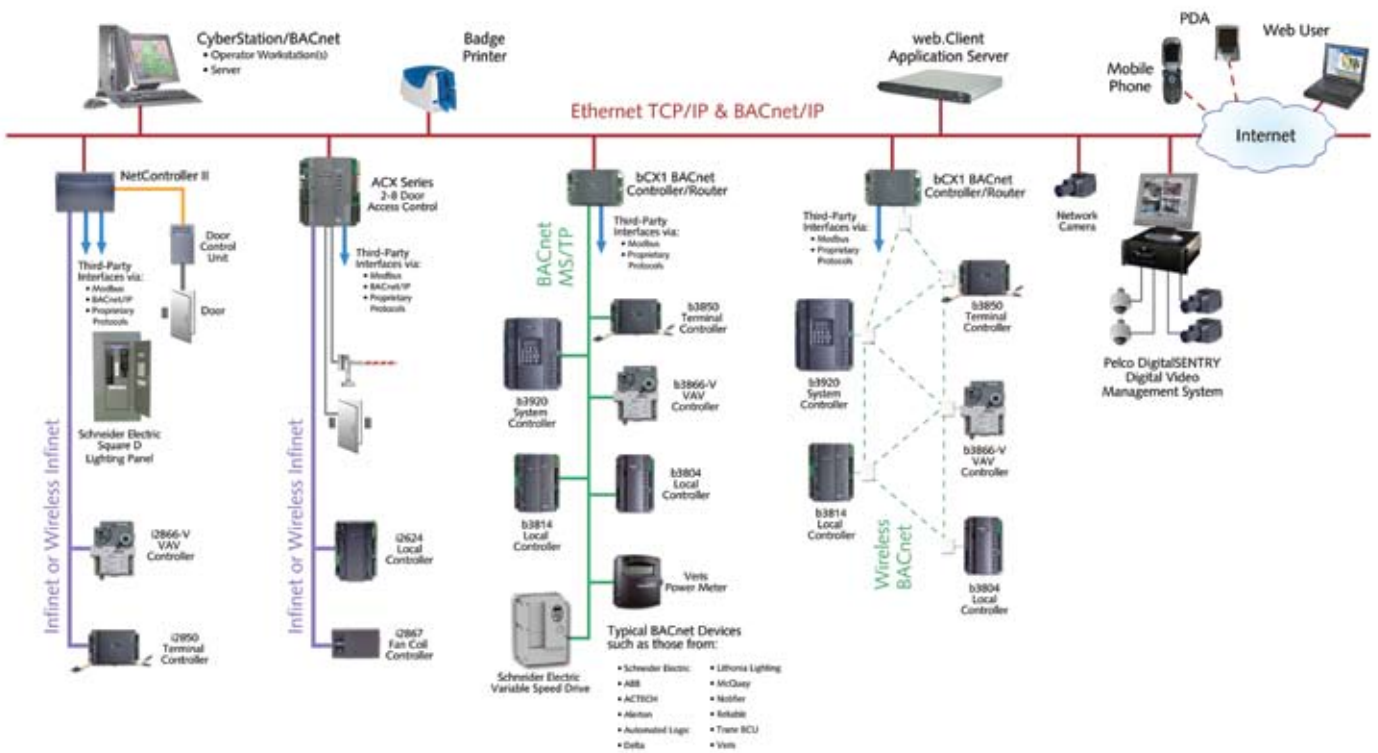 CyberStation/BACnet
• Operator Workstation(s)
• Server
Badge
Printer
web.Client
Application Server
PDA
Web User
Mobile
Phone
Internet
Ethernet TCP/IP & BACnet/IP
NetController II
Door
Control
Unit
Door
Third-Party
Interfaces via:
• Modbus
• BACnet/IP
• Proprietary
Protocols
Schneider Electric
Square D
Lighting Panel
Infinet or Wireless Infinet
i2866-V
VAV
Controller
i2850
Terminal
Controller
ACX Series
2-8 Door
Access Control
Third-Party
Interfaces via:
• Modbus
• BACnet/IP
• Proprietary
Protocols
Infinet or Wireless Infinet
i2624
Local
Controller
i2867
Fan Coil
Controller
bCX1 BACnet
Controller/Router
Third-Party
Interfaces via:
• Modbus
• Proprietary
Protocols
BACnet
MS/TP
b3850
Terminal
Controller
b3920
System
Controller
b3866-V
VAV
Controller
b3814
Local
Controller
b3804
Local
Controller
Veris
Power Meter
Schneider Electric
Variable Speed Drive
Typical BACnet Devices
such as those from:
• Schneider Electric
• ABB
• ACTECH
• Alerton
• Automated Logic
• Delta
• Lithonia Lighting
• McQuay
• Notifier
• Reliable
• Trane BCU
• Veris
bCX1 BACnet
Controller/Router
Third-Party
Interfaces via:
• Modbus
• Proprietary
Protocols
b3850
Terminal
Controller
b3920
System
Controller
b3866-V
VAV
Controller
b3814
Local
Controller
Wireless
BACnet
b3804
Local
Controller
Network
Camera
Pelco DigitalSENTRY
Digital Video
Management System